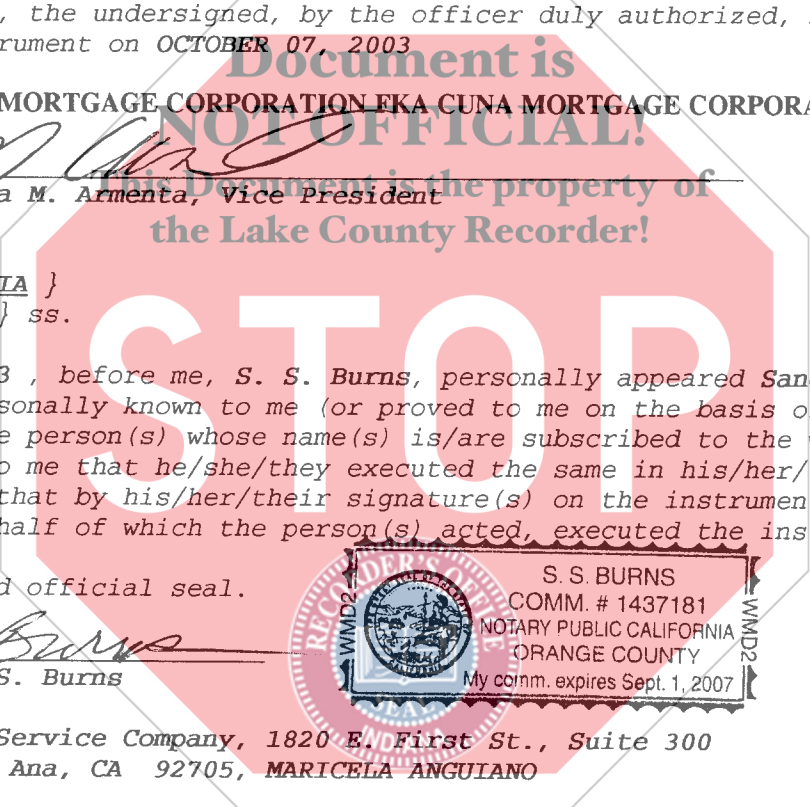 , the undersigned, by the officer duly authorized,
rument on OCTOBER 07, 2003
Document is
MORTGAGE CORPORATION FKA CUNA MORTGAGE CORPORA
NOT OFFICIAL!
This Document is the property of
a M. Armenta, Vice President
the Lake County Recorder!
IA }
} ss.
STOP
3 , before me, S. S. Burns, personally appeared San
sonally known to me (or proved to me on the basis o
e person(s) whose name(s) is/are subscribed to the
o me that he/she/they executed the same in his/her/
that by his/her/their signature(s) on the instrumen
half of which the person(s) acted, executed the ins
d official seal.
Burns
S. Burns
RECORDER'S OFFICE
SEAL
INDIANA
WMD2
S. S. BURNS
COMM. # 1437181
NOTARY PUBLIC CALIFORNIA
ORANGE COUNTY
My comm. expires Sept. 1, 2007
WMD2
Service Company, 1820 E. First St., Suite 300
Ana, CA 92705, MARICELA ANGUIANO